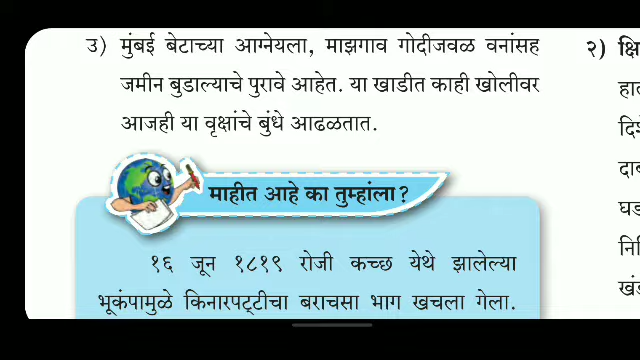 उ) मुंबई बेटाच्या आग्नेयला, माझगाव गोदीजवळ वनांसह
जमीन बुडाल्याचे पुरावे आहेत. या खाडीत काही खोलीवर
आजही या वृक्षांचे बुंधे आढळतात.
माहीत आहे का तुम्हांला?
१६ जून १८१९ रोजी कच्छ येथे झालेल्या
भूकंपामुळे किनारपट्टीचा बराचसा भाग खचला गेला.
२)